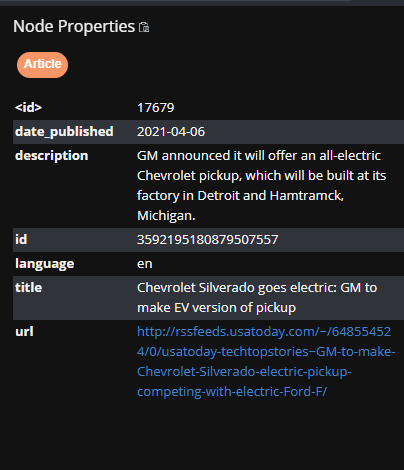 Node Properties
Article
<id> 17679
date_published 2021-04-06
description GM announced it will offer an all-electric
Chevrolet pickup, which will be built at its
factory in Detroit and Hamtramck,
Michigan.
id 3592195180879507557
language en
title Chevrolet Silverado goes electric: GM to
make EV version of pickup
url http://rssfeeds.usatoday.com/~/64855452
4/0/usatoday-techtopstories~GM-to-make-
Chevrolet-Silverado-electric-pickup-
competing-with-electric-Ford-F/